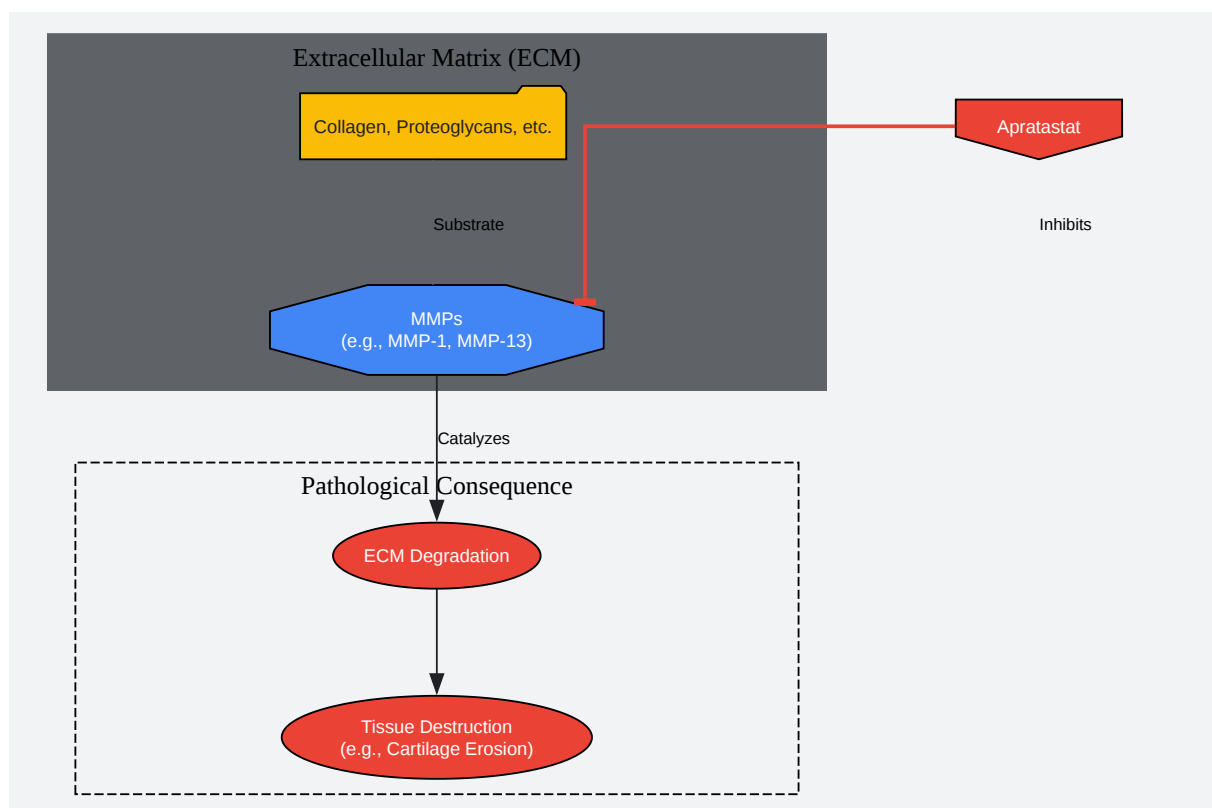 Extracellular Matrix (ECM)
Collagen, Proteoglycans, etc.
Apratastat
Substrate
Inhibits
MMPs
(e.g., MMP-1, MMP-13)
Catalyzes
Pathological Consequence
ECM Degradation
Tissue Destruction
(e.g., Cartilage Erosion)